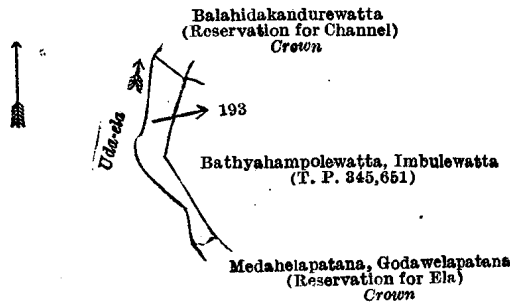 Balahidakandurewatta
(Reservation for Channel)
Crown
193
Uda-ela
Bathyahampolewatta, Imbulewatta
(T. P. 345,651)
Medahelapatana, Godawelapatana
(Reservation for Ela)
Crown